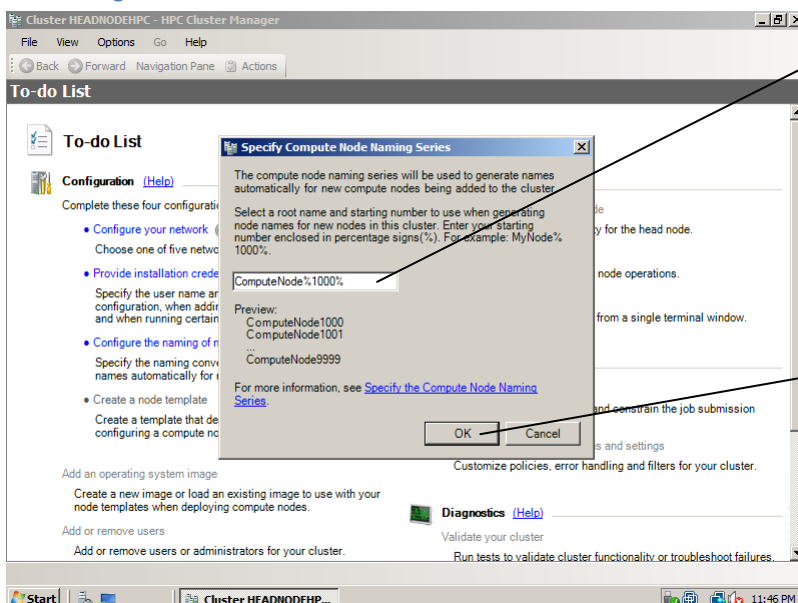 Cluster HEADNODEHPC - HPC Cluster Manager
File View Options Go Help
Back Forward Navigation Pane Actions
To-do List
To-do List
Configuration (Help)
Complete these four
Configure your network
Choose one of five
Provide installation
Specify the user name
configuration, when
and when running certain
Configure the naming of
Specify the naming
names automatically for
Create a node template
Create a template that
configuring a compute
Add an operating system image
Create a new image or load an existing image to use with your
node templates when deploying compute nodes.
Add or remove users
Add or remove users or administrators for your cluster.
Specify Compute Node Naming Series
The compute node naming series will be used to generate names
automatically for new compute nodes being added to the cluster.
Select a root name and starting number to use when generating
node names for new nodes in this cluster. Enter your starting
number enclosed in percentage signs(%). For example: MyNode%
1000%.
ComputeNode%1000%
Preview:
ComputeNode1000
ComputeNode1001
...
ComputeNode9999
For more information, see Specify the Compute Node Naming
Series.
OK Cancel
for the head node.
node operations.
from a single terminal window.
and constrain the job submission
and settings
Customize policies, error handling and filters for your cluster.
Diagnostics (Help)
Validate your cluster
Run tests to validate cluster functionality or troubleshoot failures.
Start Cluster HEADNODEHP... 11:46 PM